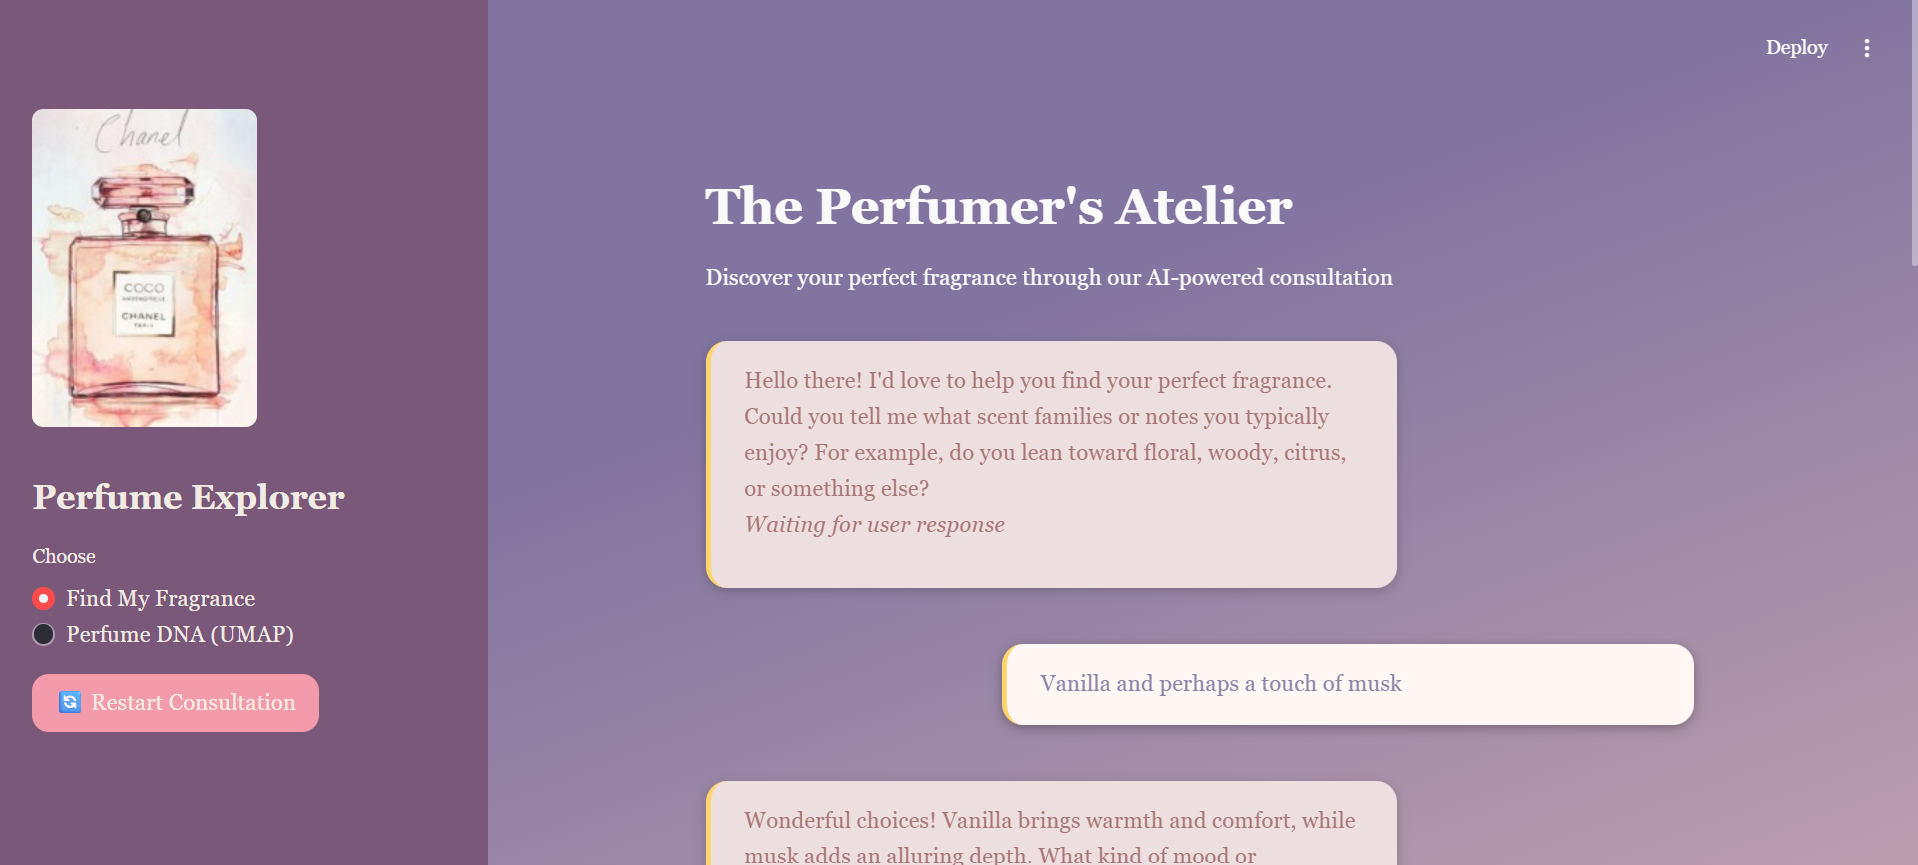 Deploy
Chanel
COCO
MADEMOISELLE
CHANEL
PARIS
Perfume Explorer
Choose
Find My Fragrance
Perfume DNA (UMAP)
Restart Consultation
The Perfumer's Atelier
Discover your perfect fragrance through our AI-powered consultation
Hello there! I'd love to help you find your perfect fragrance.
Could you tell me what scent families or notes you typically
enjoy? For example, do you lean toward floral, woody, citrus,
or something else?
Waiting for user response
Vanilla and perhaps a touch of musk
Wonderful choices! Vanilla brings warmth and comfort, while
musk adds an alluring depth. What kind of mood or